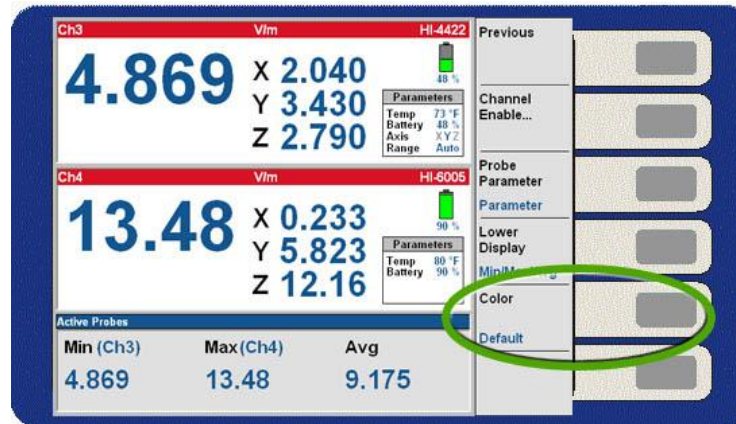 Ch3 V/m HI-4422
4.869
X 2.040
Y 3.430
Z 2.790
48 %
Parameters
Temp 73 °F
Battery 48 %
Axis X Y Z
Range Auto
Ch4 V/m HI-6005
13.48
X 0.233
Y 5.823
Z 12.16
90 %
Parameters
Temp 80 °F
Battery 90 %
Active Probes
Min (Ch3) Max (Ch4) Avg
4.869 13.48 9.175
Previous
Channel
Enable...
Probe
Parameter
Parameter
Lower
Display
Color
Default